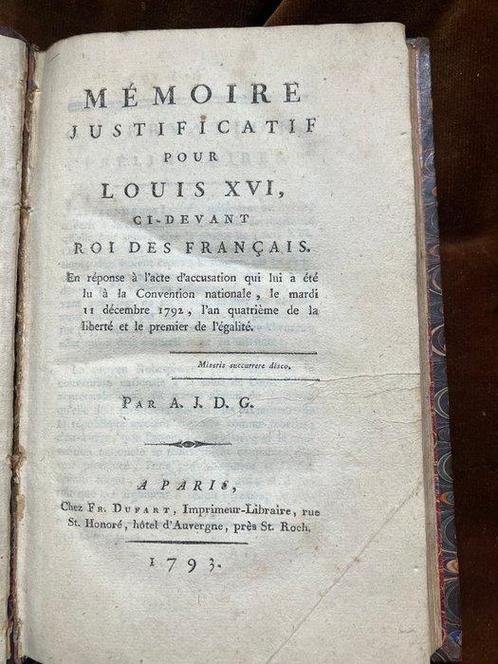 MÉMOIRE
JUSTIFICATIF
POUR
LOUIS XVI,
CI-DEVANT
ROI DES FRANÇAIS.
En réponse à l'acte d'accusation qui lui a été
lu à la Convention nationale, le mardi
11 décembre 1792, l'an quatrième de la
liberté et le premier de l'égalité.
Miseris succurrere disco.
PAR A. J. D. G.
A PARIS,
Chez FR. DUFART, Imprimeur-Libraire, rue
St. Honoré, hôtel d'Auvergne, près St. Roch.
1793.